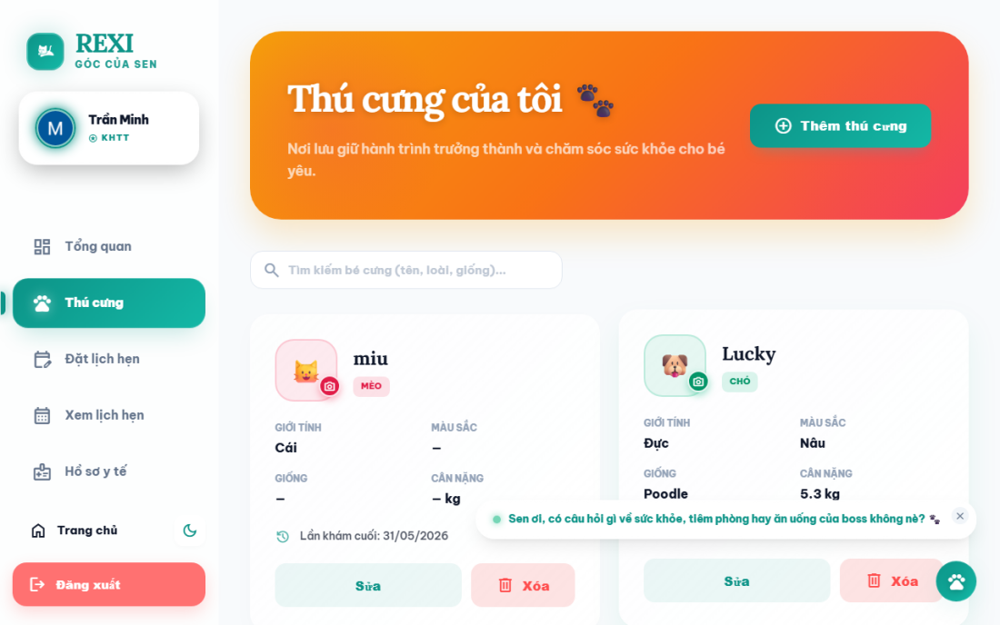 REXI
GÓC CỦA SEN
M
Trần Minh
KHTT
Tổng quan
Thú cưng
Đặt lịch hẹn
Xem lịch hẹn
Hồ sơ y tế
Trang chủ
Đăng xuất
Thú cưng của tôi 🐾
Nơi lưu giữ hành trình trưởng thành và chăm sóc sức khỏe cho bé
yêu.
Thêm thú cưng
Tìm kiếm bé cưng (tên, loài, giống)...
miu
MÈO
GIỚI TÍNH
MÀU SẮC
Cái
—
GIỐNG
CÂN NẶNG
—
— kg
Lần khám cuối: 31/05/2026
Sửa
Xóa
Lucky
CHÓ
GIỚI TÍNH
MÀU SẮC
Đực
Nâu
GIỐNG
CÂN NẶNG
Poodle
5.3 kg
Sen ơi, có câu hỏi gì về sức khỏe, tiêm phòng hay ăn uống của boss không nè? 🐾
Sửa
Xóa